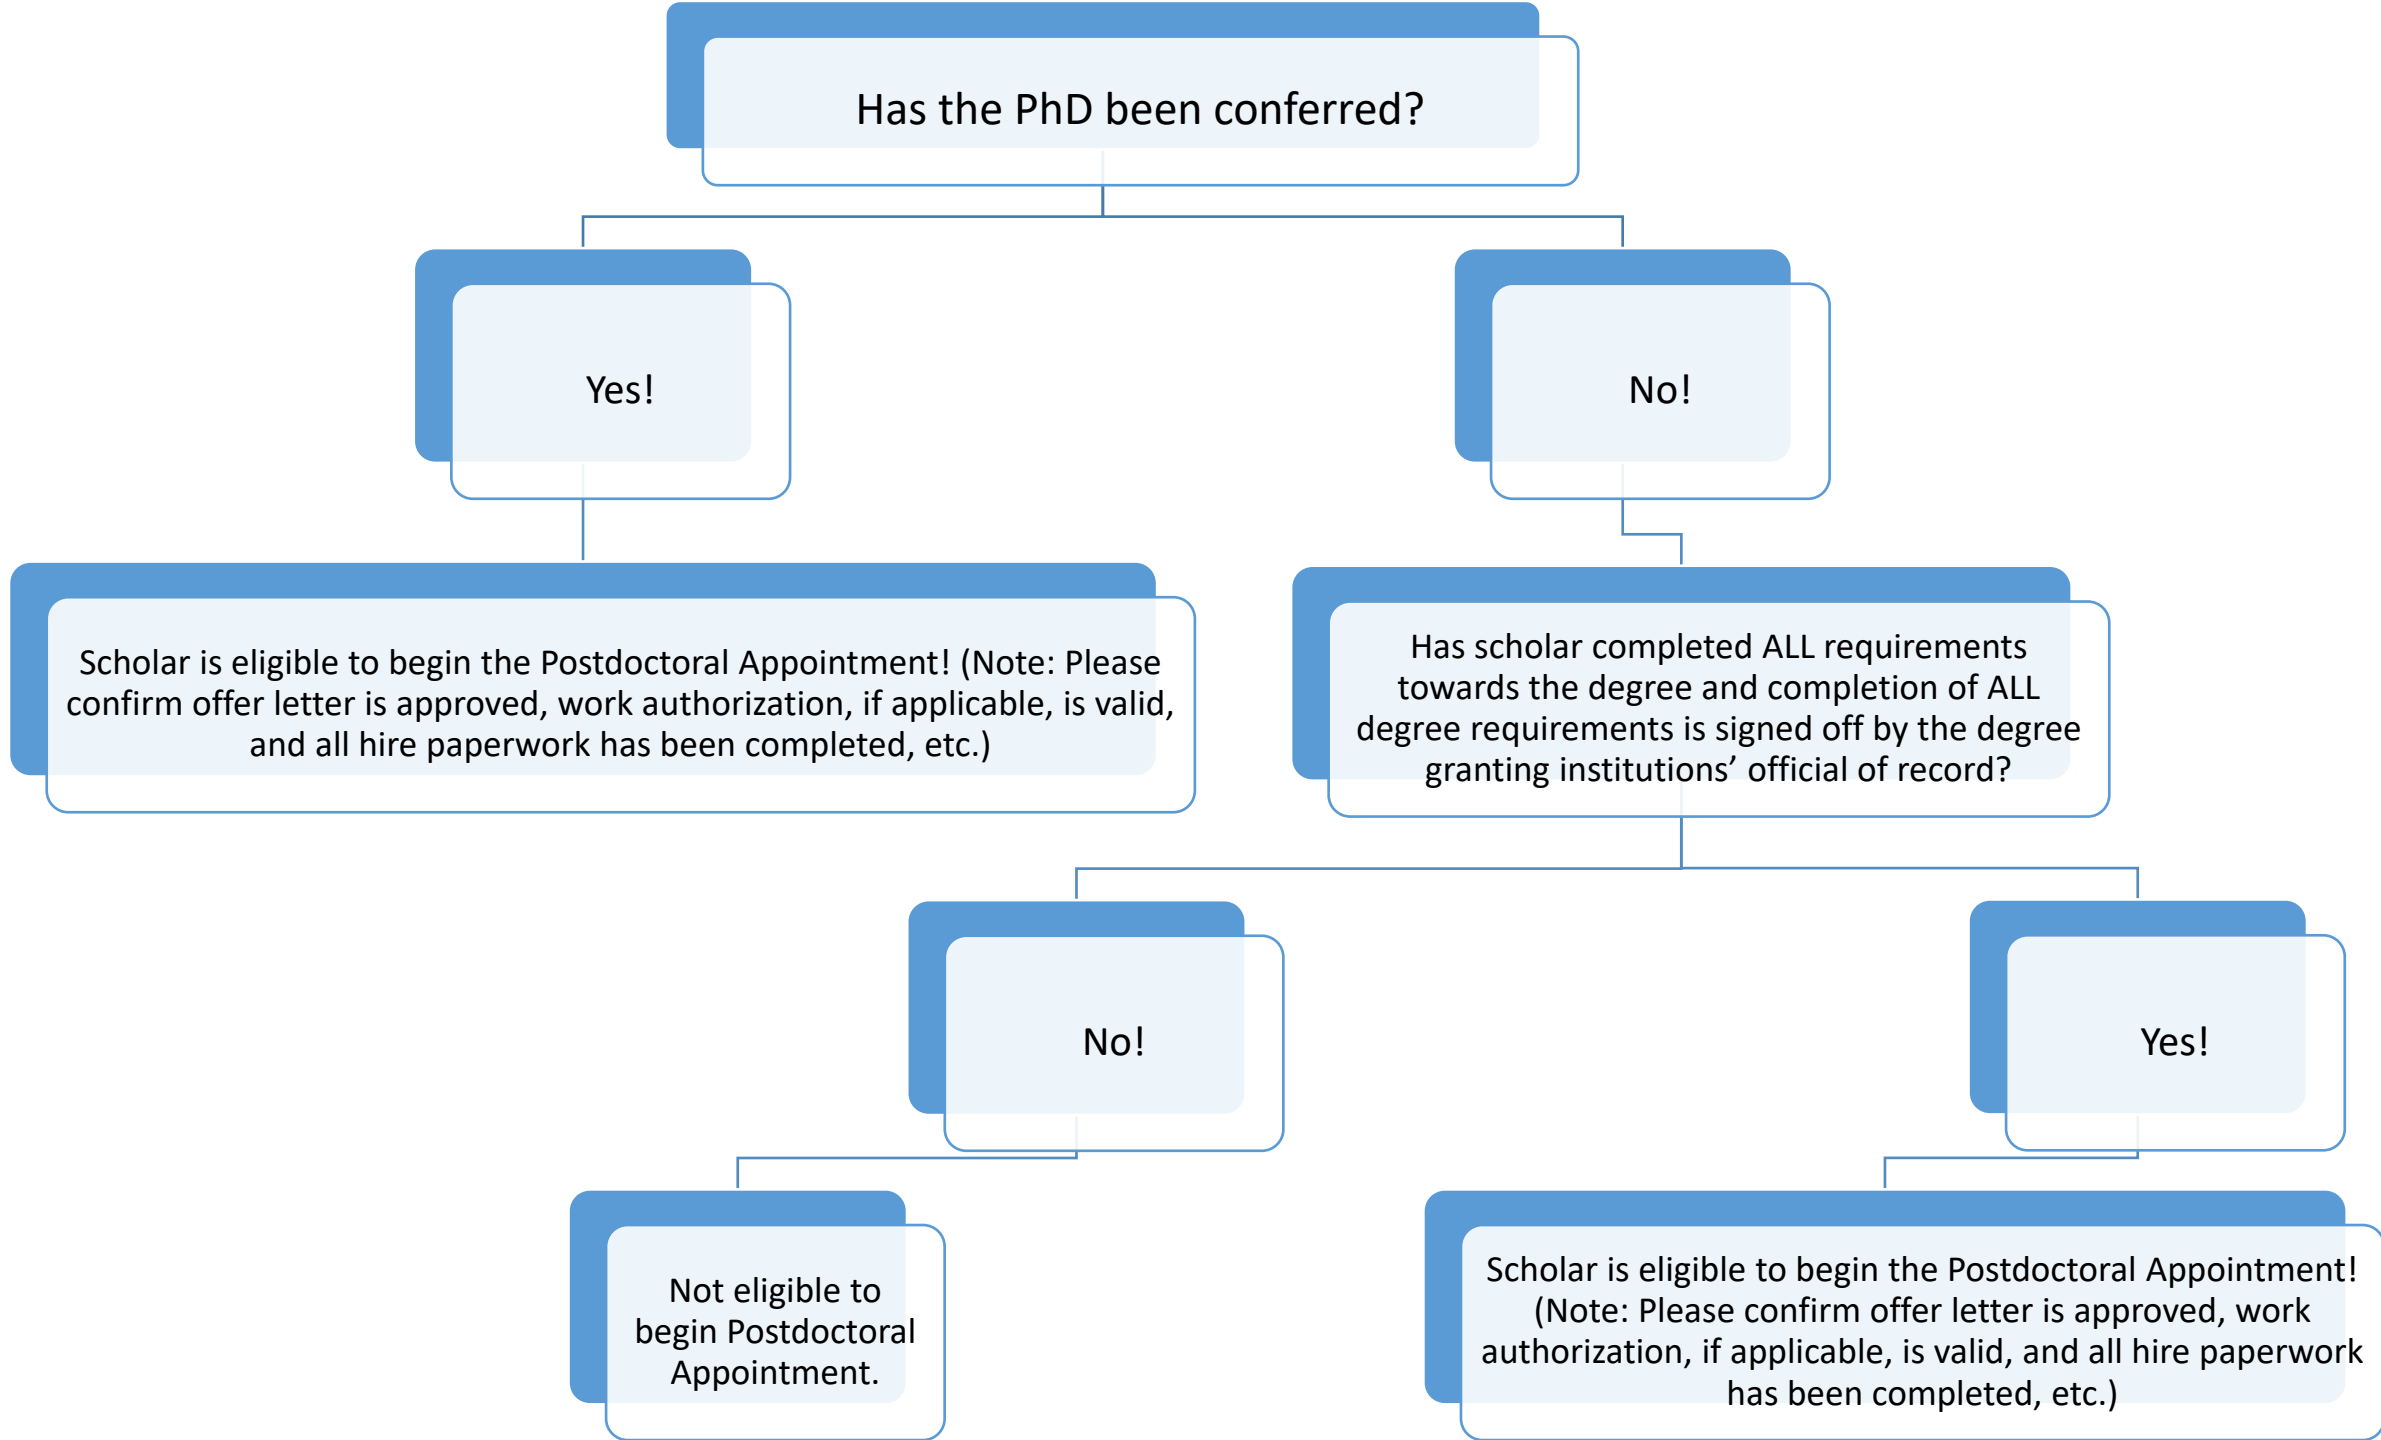 Has the PhD been conferred?
Yes!
No!
Scholar is eligible to begin the Postdoctoral Appointment! (Note: Please
confirm offer letter is approved, work authorization, if applicable, is valid,
and all hire paperwork has been completed, etc.)
Has scholar completed ALL requirements
towards the degree and completion of ALL
degree requirements is signed off by the degree
granting institutions’ official of record?
No!
Yes!
Not eligible to
begin Postdoctoral
Appointment.
Scholar is eligible to begin the Postdoctoral Appointment!
(Note: Please confirm offer letter is approved, work
authorization, if applicable, is valid, and all hire paperwork
has been completed, etc.)